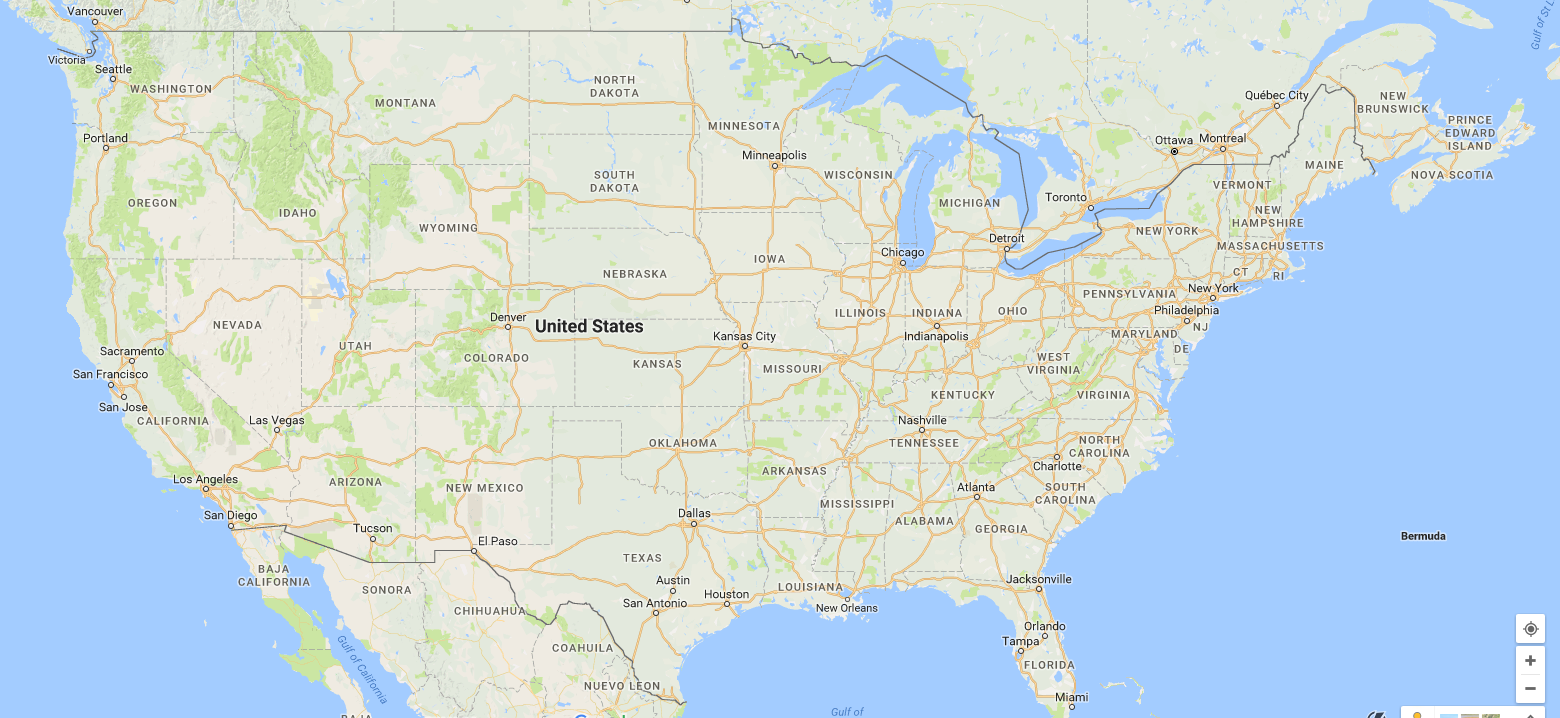 Vancouver
Victoria
Seattle
WASHINGTON
MONTANA
NORTH
DAKOTA
MINNESOTA
Minneapolis
Québec City
NEW
BRUNSWICK
PRINCE
EDWARD
ISLAND
Gulf of St L
Portland
OREGON
IDAHO
WYOMING
SOUTH
DAKOTA
WISCONSIN
MICHIGAN
Ottawa
Montreal
MAINE
NOVA SCOTIA
VERMONT
NEW
HAMPSHIRE
Toronto
Detroit
NEW YORK
MASSACHUSETTS
CT
RI
Chicago
IOWA
NEBRASKA
PENNSYLVANIA
New York
Philadelphia
NJ
MARYLAND
DE
ILLINOIS
INDIANA
OHIO
Indianapolis
NEVADA
UTAH
Denver
United States
COLORADO
KANSAS
Kansas City
MISSOURI
WEST
VIRGINIA
VIRGINIA
KENTUCKY
Sacramento
San Francisco
San Jose
CALIFORNIA
Las Vegas
Nashville
TENNESSEE
NORTH
CAROLINA
Charlotte
OKLAHOMA
ARKANSAS
Los Angeles
San Diego
ARIZONA
NEW MEXICO
Tucson
El Paso
Dallas
MISSISSIPPI
ALABAMA
Atlanta
GEORGIA
SOUTH
CAROLINA
Bermuda
TEXAS
Austin
San Antonio
Houston
LOUISIANA
New Orleans
Jacksonville
Orlando
Tampa
FLORIDA
Miami
BAJA
CALIFORNIA
SONORA
CHIHUAHUA
COAHUILA
NUEVO LEON
Gulf of California
Gulf of